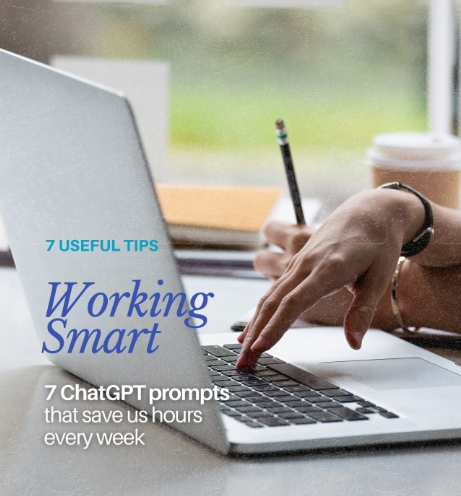 7 USEFUL TIPS
Working
Smart
7 ChatGPT prompts
that save us hours
every week